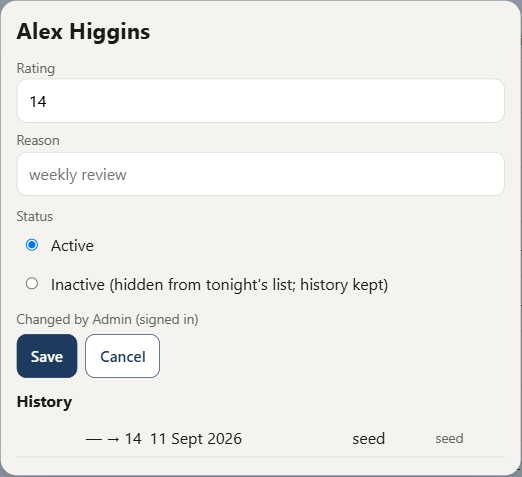 Alex Higgins
Rating
14
Reason
weekly review
Status
Active
Inactive (hidden from tonight's list; history kept)
Changed by Admin (signed in)
Save Cancel
History
— → 14 11 Sept 2026 seed seed